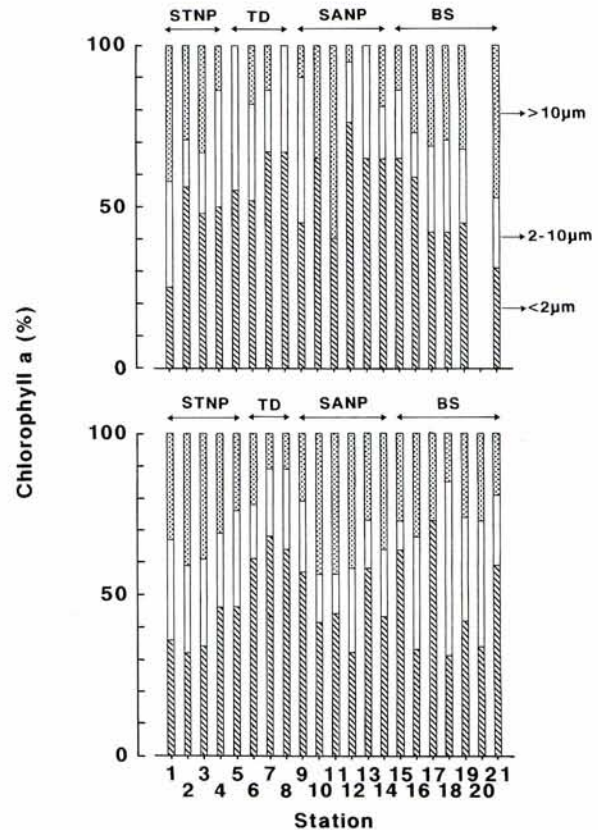 STNP TD SANP BS
100
50
0
>10µm
2-10µm
<2µm
Chlorophyll a (%)
STNP TD SANP BS
100
50
0
1 3 5 7 9 11 13 15 17 19 21
2 4 6 8 10 12 14 16 18 20
Station